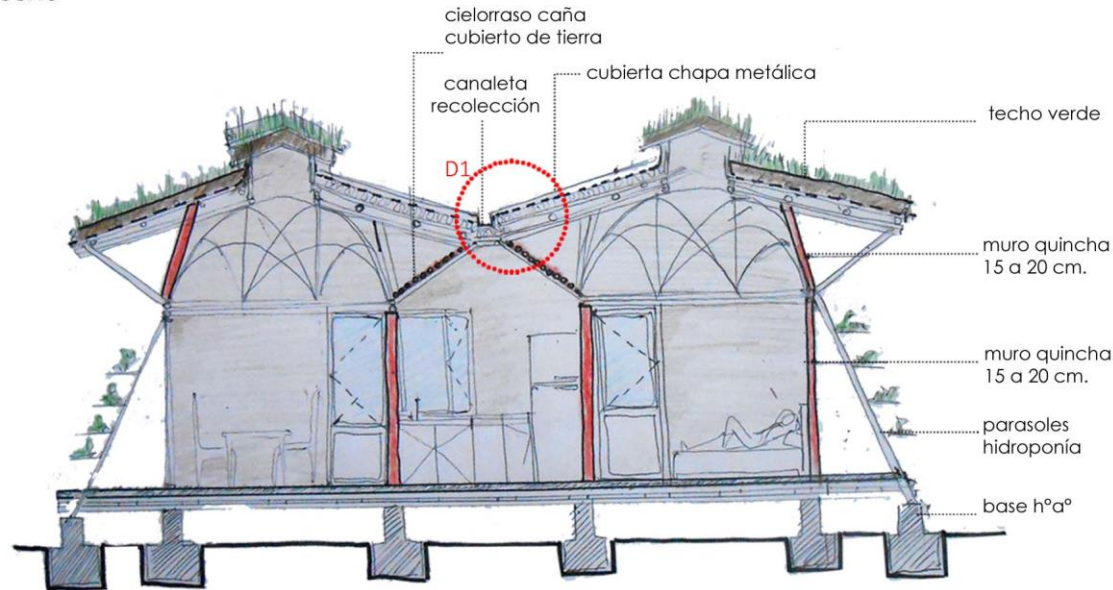 cielorraso caña
cubierto de tierra
canaleta
recolección
cubierta chapa metálica
techo verde
D1
muro quincha
15 a 20 cm.
muro quincha
15 a 20 cm.
parasoles
hidroponía
base hºaº